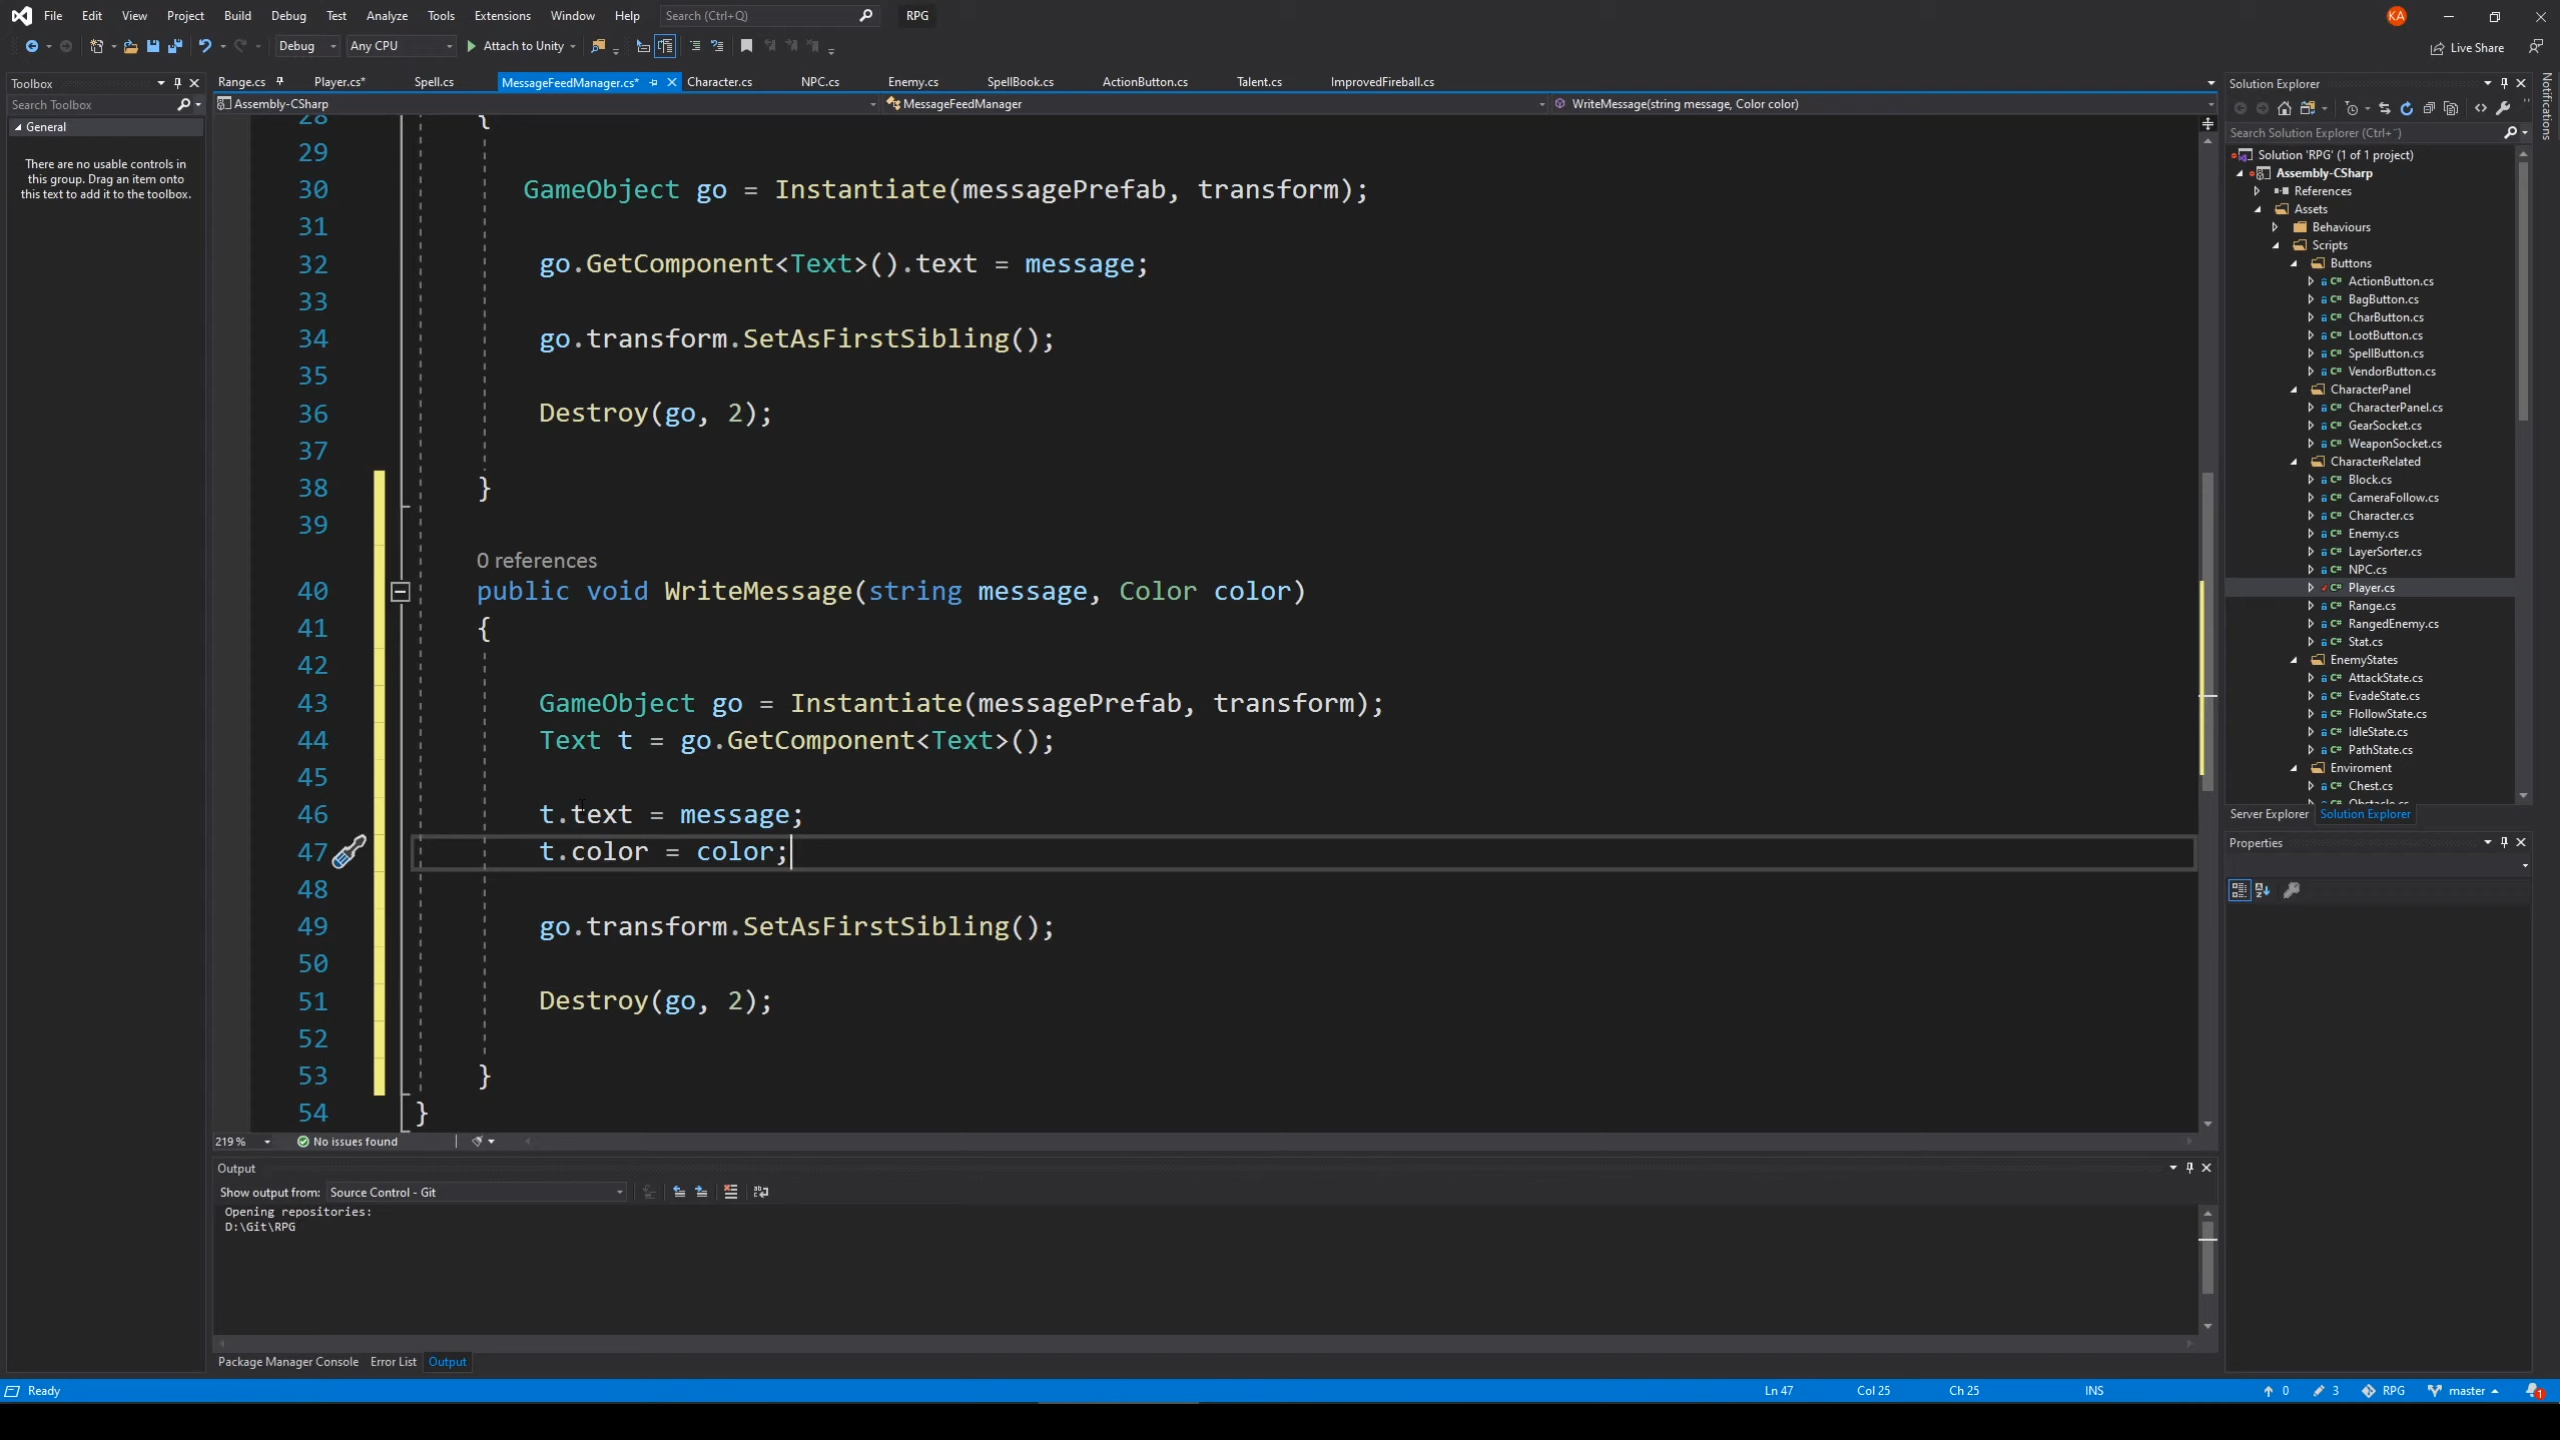 File Edit View Project Build Debug Test Analyze Tools Extensions Window Help Search (Ctrl+Q) RPG KA
Debug Any CPU Attach to Unity Live Share
Toolbox
Search Toolbox
General
There are no usable controls in
this group. Drag an item onto
this text to add it to the toolbox.
Range.cs Player.cs* Spell.cs MessageFeedManager.cs* Character.cs NPC.cs Enemy.cs SpellBook.cs ActionButton.cs Talent.cs ImprovedFireball.cs
Assembly-CSharp MessageFeedManager WriteMessage(string message, Color color)
28 {
29
30 GameObject go = Instantiate(messagePrefab, transform);
31
32 go.GetComponent<Text>().text = message;
33
34 go.transform.SetAsFirstSibling();
35
36 Destroy(go, 2);
37
38 }
39
0 references
40 public void WriteMessage(string message, Color color)
41 {
42
43 GameObject go = Instantiate(messagePrefab, transform);
44 Text t = go.GetComponent<Text>();
45
46 t.text = message;
47 t.color = color;
48
49 go.transform.SetAsFirstSibling();
50
51 Destroy(go, 2);
52
53 }
54 }
219 % No issues found
Output
Show output from: Source Control - Git
Opening repositories:
D:\Git\RPG
Package Manager Console Error List Output
Solution Explorer
Search Solution Explorer (Ctrl+¨)
Solution 'RPG' (1 of 1 project)
Assembly-CSharp
References
Assets
Behaviours
Scripts
Buttons
C# ActionButton.cs
C# BagButton.cs
C# CharButton.cs
C# LootButton.cs
C# SpellButton.cs
C# VendorButton.cs
CharacterPanel
C# CharacterPanel.cs
C# GearSocket.cs
C# WeaponSocket.cs
CharacterRelated
C# Block.cs
C# CameraFollow.cs
C# Character.cs
C# Enemy.cs
C# LayerSorter.cs
C# NPC.cs
C# Player.cs
C# Range.cs
C# RangedEnemy.cs
C# Stat.cs
EnemyStates
C# AttackState.cs
C# EvadeState.cs
C# FlollowState.cs
C# IdleState.cs
C# PathState.cs
Enviroment
C# Chest.cs
Server Explorer Solution Explorer
Properties
Notifications
Ready Ln 47 Col 25 Ch 25 INS 0 3 RPG master 1